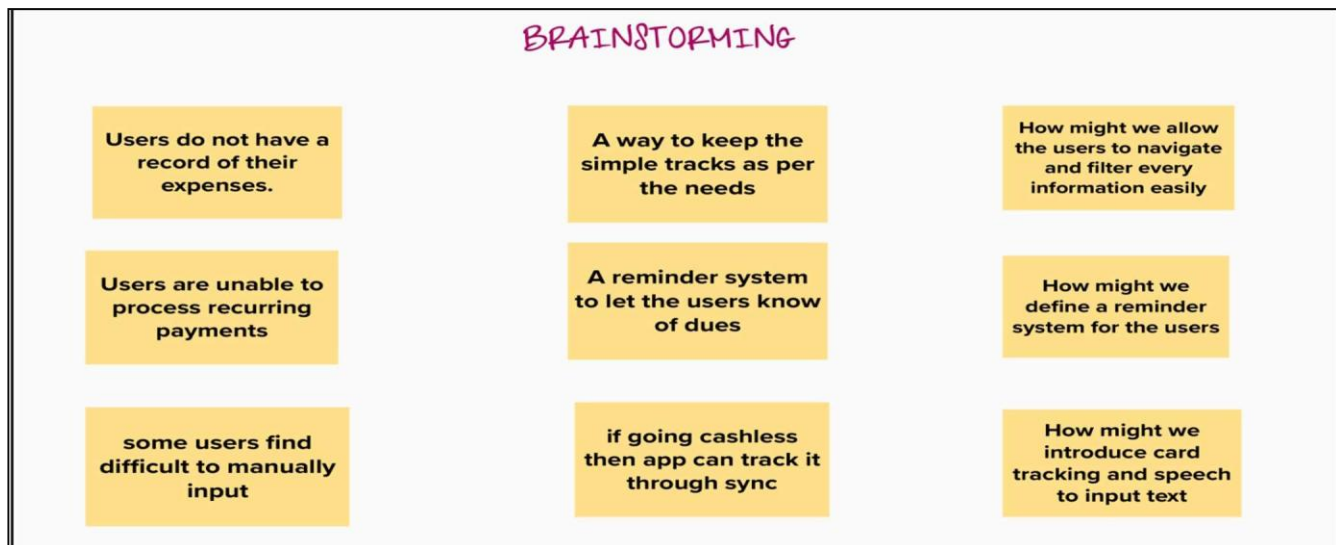 BRAINSTORMING
Users do not have a
record of their
expenses.
A way to keep the
simple tracks as per
the needs
How might we allow
the users to navigate
and filter every
information easily
Users are unable to
process recurring
payments
A reminder system
to let the users know
of dues
How might we
define a reminder
system for the users
some users find
difficult to manually
input
if going cashless
then app can track it
through sync
How might we
introduce card
tracking and speech
to input text